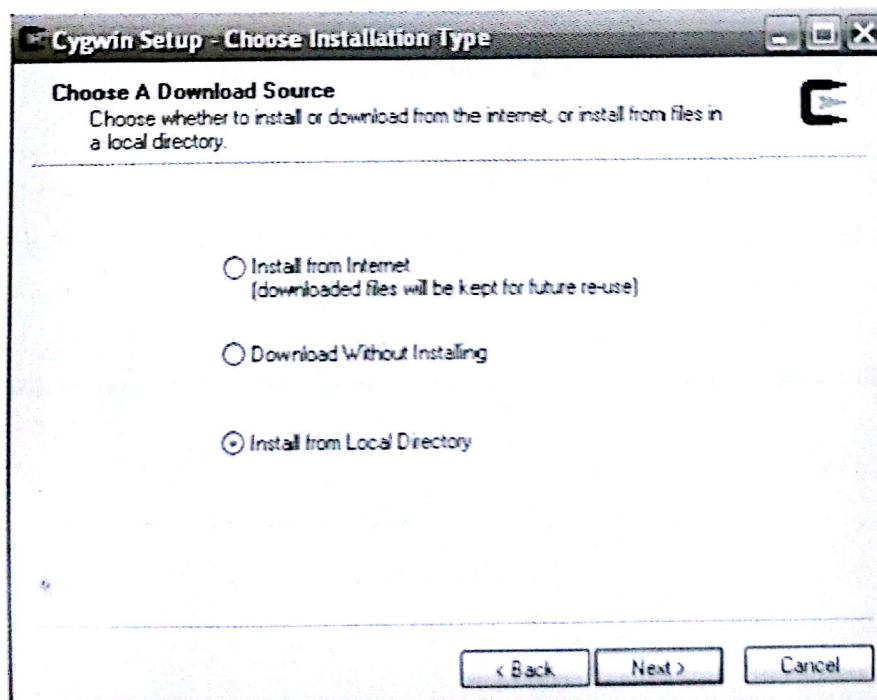 Cygwin Setup - Choose Installation Type
Choose A Download Source
Choose whether to install or download from the internet, or install from files in
a local directory.
Install from Internet
(downloaded files will be kept for future re-use)
Download Without Installing
Install from Local Directory
< Back
Next >
Cancel